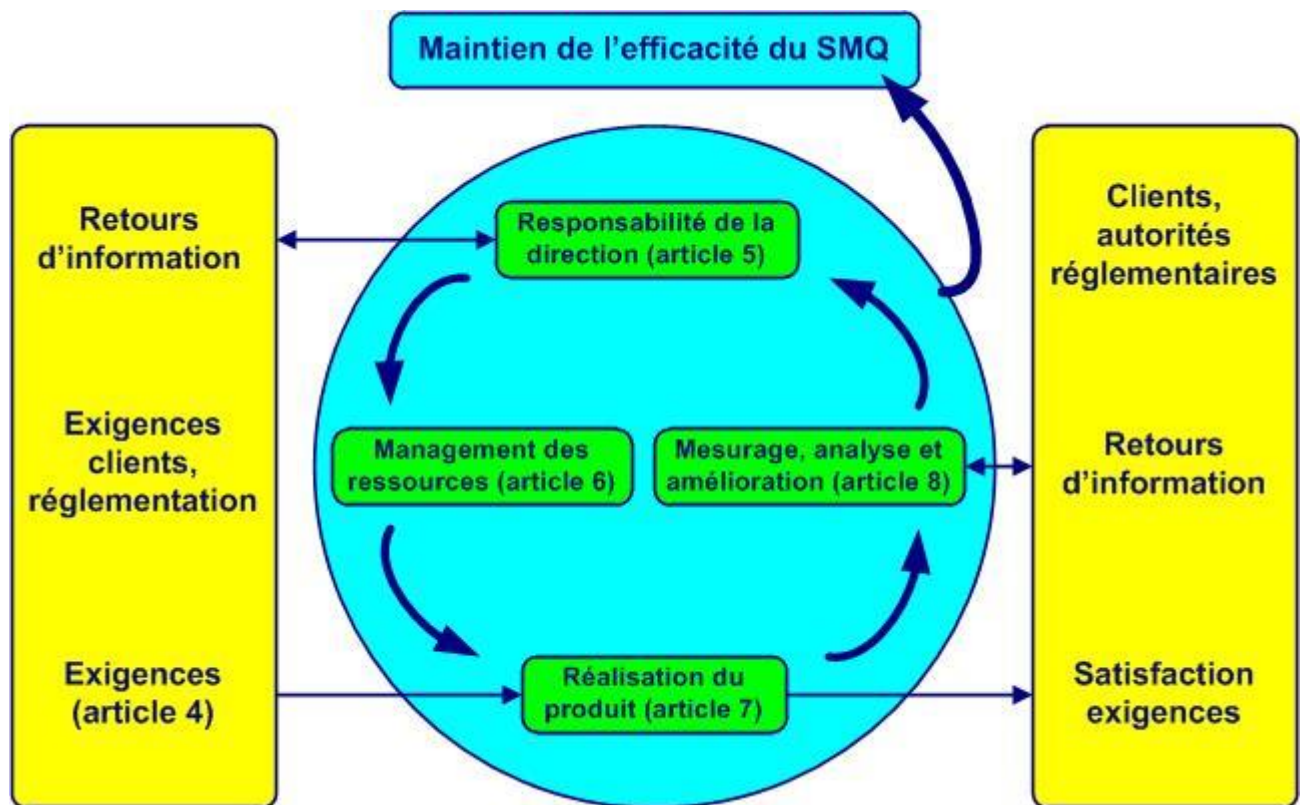 Maintien de l’efficacité du SMQ
Retours
d’information
Exigences
clients,
réglementation
Exigences
(article 4)
Responsabilité de la
direction (article 5)
Management des
ressources (article 6)
Mesurage, analyse et
amélioration (article 8)
Réalisation du
produit (article 7)
Clients,
autorités
réglementaires
Retours
d’information
Satisfaction
exigences